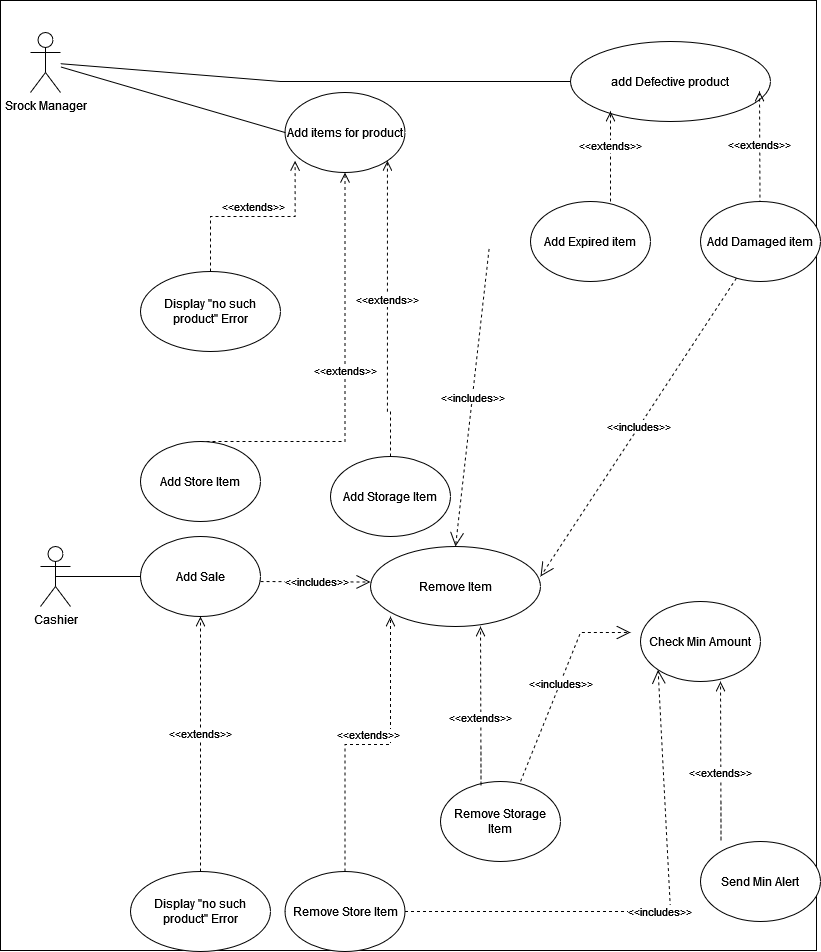 Srock Manager
add Defective product
Add items for product
<<extends>>
<<extends>>
<<extends>>
Add Expired item
Add Damaged item
Display "no such
product" Error
<<extends>>
<<extends>>
<<includes>>
<<includes>>
Add Store Item
Add Storage Item
Cashier
Add Sale
<<includes>>
Remove Item
Check Min Amount
<<includes>>
<<extends>>
<<extends>>
<<extends>>
<<extends>>
Remove Storage
Item
Send Min Alert
Display "no such
product" Error
Remove Store Item
<<includes>>